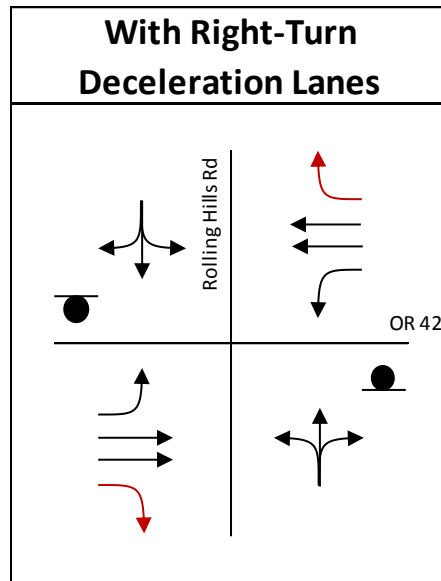 With Right-Turn
Deceleration Lanes
Rolling Hills Rd
OR 42